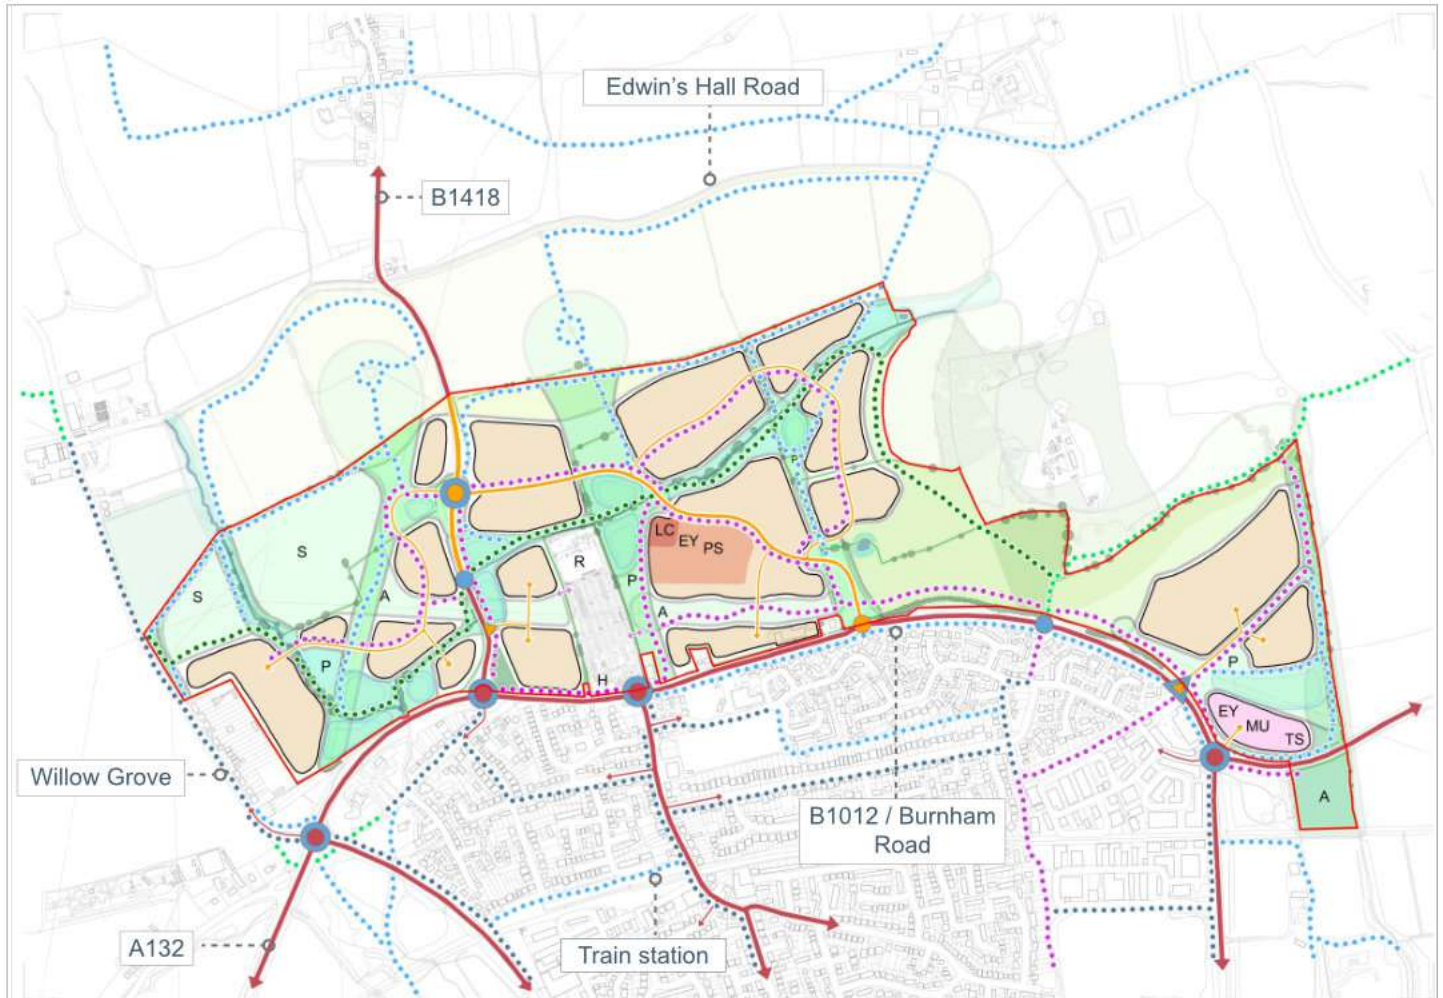 Edwin's Hall Road
B1418
S
S
A
P
R
H
P
A
LC
EY
PS
P
P
EY
MU
TS
A
Willow Grove
B1012 / Burnham
Road
A132
Train station